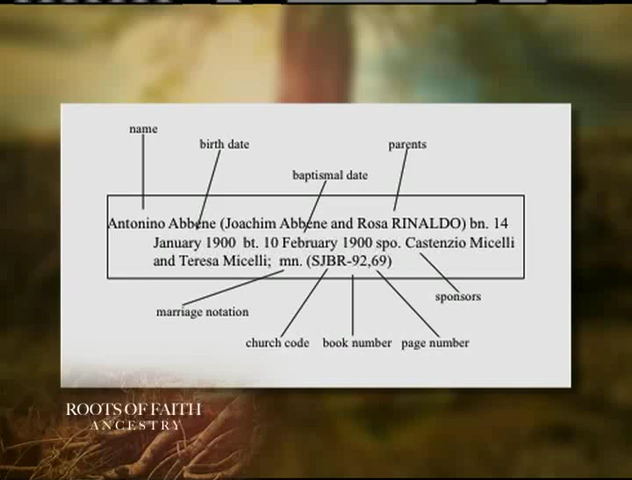 name
birth date
parents
baptismal date
Antonino Abbene (Joachim Abbene and Rosa RINALDO) bn. 14
January 1900 bt. 10 February 1900 spo. Castenzio Micelli
and Teresa Micelli; mn. (SJBR-92,69)
sponsors
marriage notation
church code book number page number
ROOTS OF FAITH
ANCESTRY